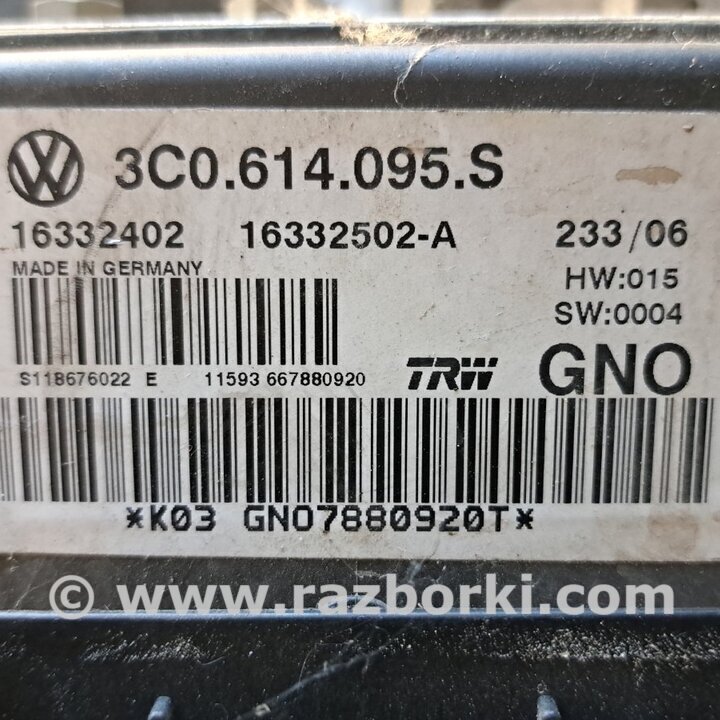 3C0.614.095.S
16332402 16332502-A 233/06
MADE IN GERMANY HW:015
SW:0004
S118676022 E 11593 667880920 TRW GNO
*K03 GNO7880920T*
© www.razborki.com